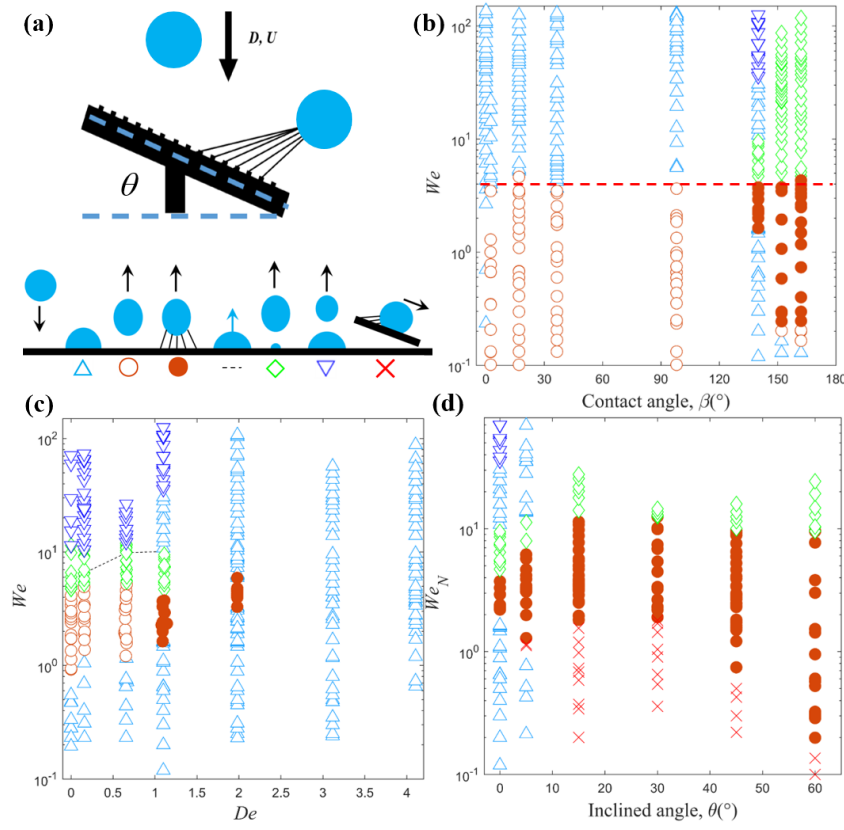 (a)
D, U
θ
(b)
We
10²
10¹
10⁰
10⁻¹
0 30 60 90 120 150 180
Contact angle, β(°)
(c)
We
10²
10¹
10⁰
10⁻¹
0 0.5 1 1.5 2 2.5 3 3.5 4
De
(d)
We_N
10¹
10⁰
10⁻¹
0 10 20 30 40 50 60
Inclined angle, θ(°)